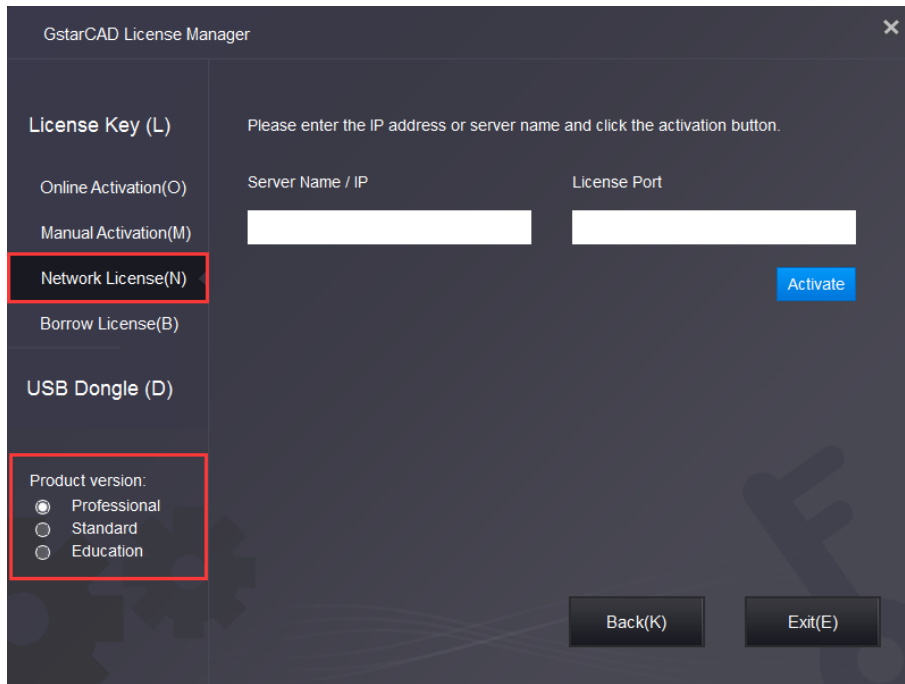 GstarCAD License Manager
License Key (L)
Online Activation(O)
Manual Activation(M)
Network License(N)
Borrow License(B)
USB Dongle (D)
Product version:
Professional
Standard
Education
Please enter the IP address or server name and click the activation button.
Server Name / IP
License Port
Activate
Back(K)
Exit(E)